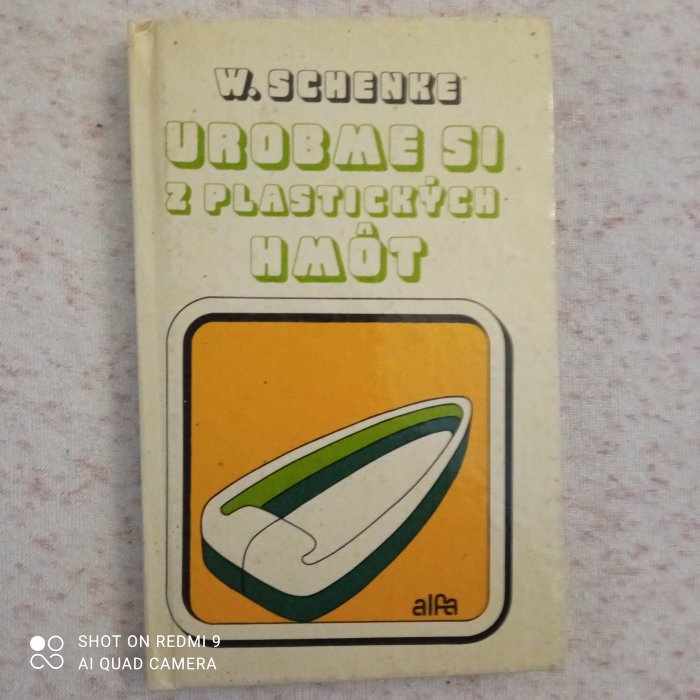 W. SCHENKE
UROBME SI
Z PLASTICKÝCH
HMÔT
alfa
SHOT ON REDMI 9
AI QUAD CAMERA